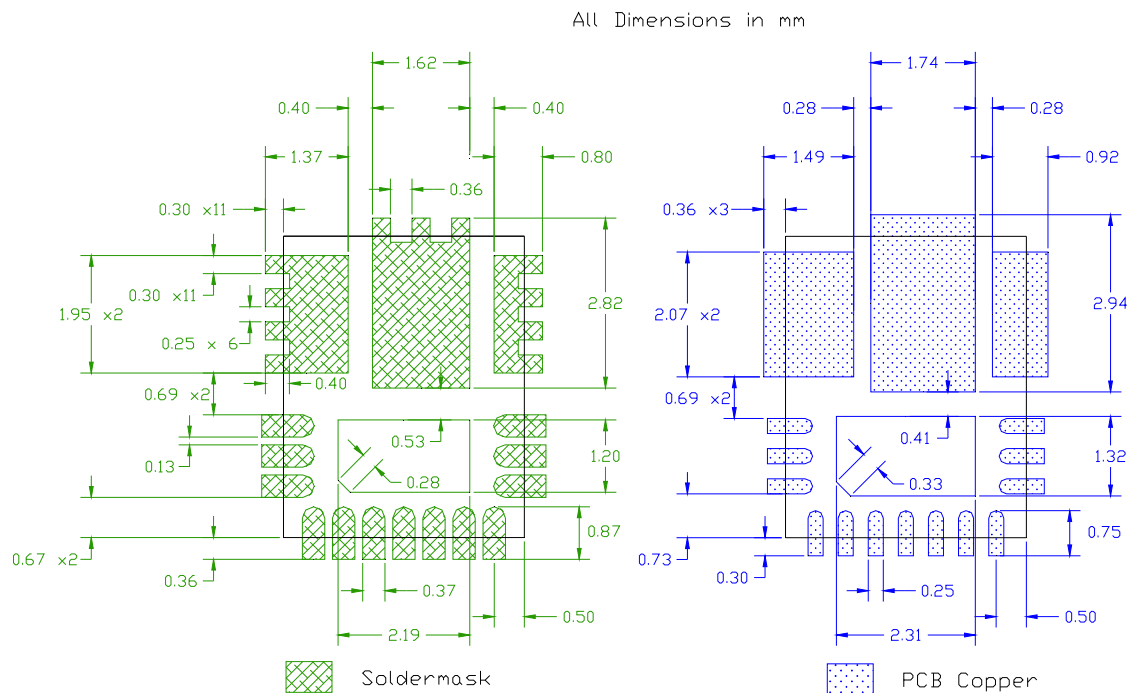 All Dimensions in mm
1.62
1.74
0.40
0.40
0.28
0.28
1.37
0.80
1.49
0.92
0.36
0.30 x11
0.36 x3
0.30 x11
1.95 x2
2.82
2.07 x2
2.94
0.25 x 6
0.40
0.69 x2
0.69 x2
0.53
0.41
1.20
1.32
0.13
0.28
0.33
0.87
0.75
0.67 x2
0.73
0.36
0.30
0.37
0.25
0.50
0.50
2.19
2.31
Soldermask
PCB Copper